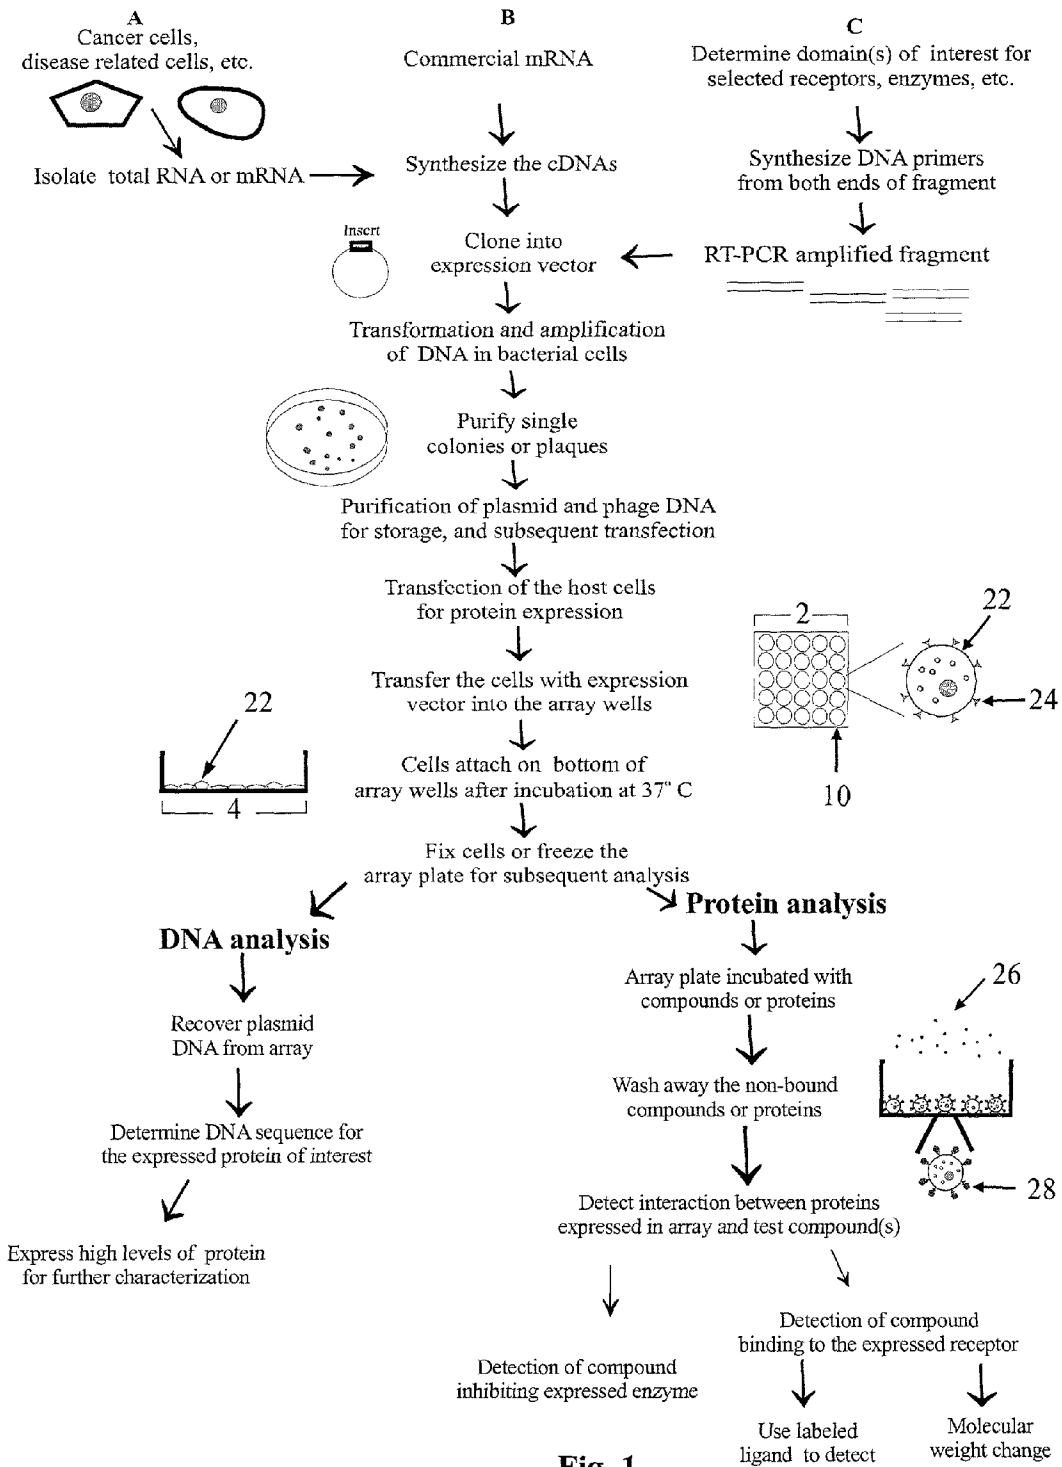 A
Cancer cells,
disease related cells, etc.
Isolate total RNA or mRNA
B
Commercial mRNA
Synthesize the cDNAs
Insert
Clone into
expression vector
C
Determine domain(s) of interest for
selected receptors, enzymes, etc.
Synthesize DNA primers
from both ends of fragment
RT-PCR amplified fragment
Transformation and amplification
of DNA in bacterial cells
Purify single
colonies or plaques
Purification of plasmid and phage DNA
for storage, and subsequent transfection
Transfection of the host cells
for protein expression
2
22
24
10
Transfer the cells with expression
vector into the array wells
22
4
Cells attach on bottom of
array wells after incubation at 37° C
Fix cells or freeze the
array plate for subsequent analysis
DNA analysis
Recover plasmid
DNA from array
Determine DNA sequence for
the expressed protein of interest
Express high levels of protein
for further characterization
Protein analysis
Array plate incubated with
compounds or proteins
26
Wash away the non-bound
compounds or proteins
28
Detect interaction between proteins
expressed in array and test compound(s)
Detection of compound
inhibiting expressed enzyme
Detection of compound
binding to the expressed receptor
Use labeled
ligand to detect
Molecular
weight change
Fig. 1